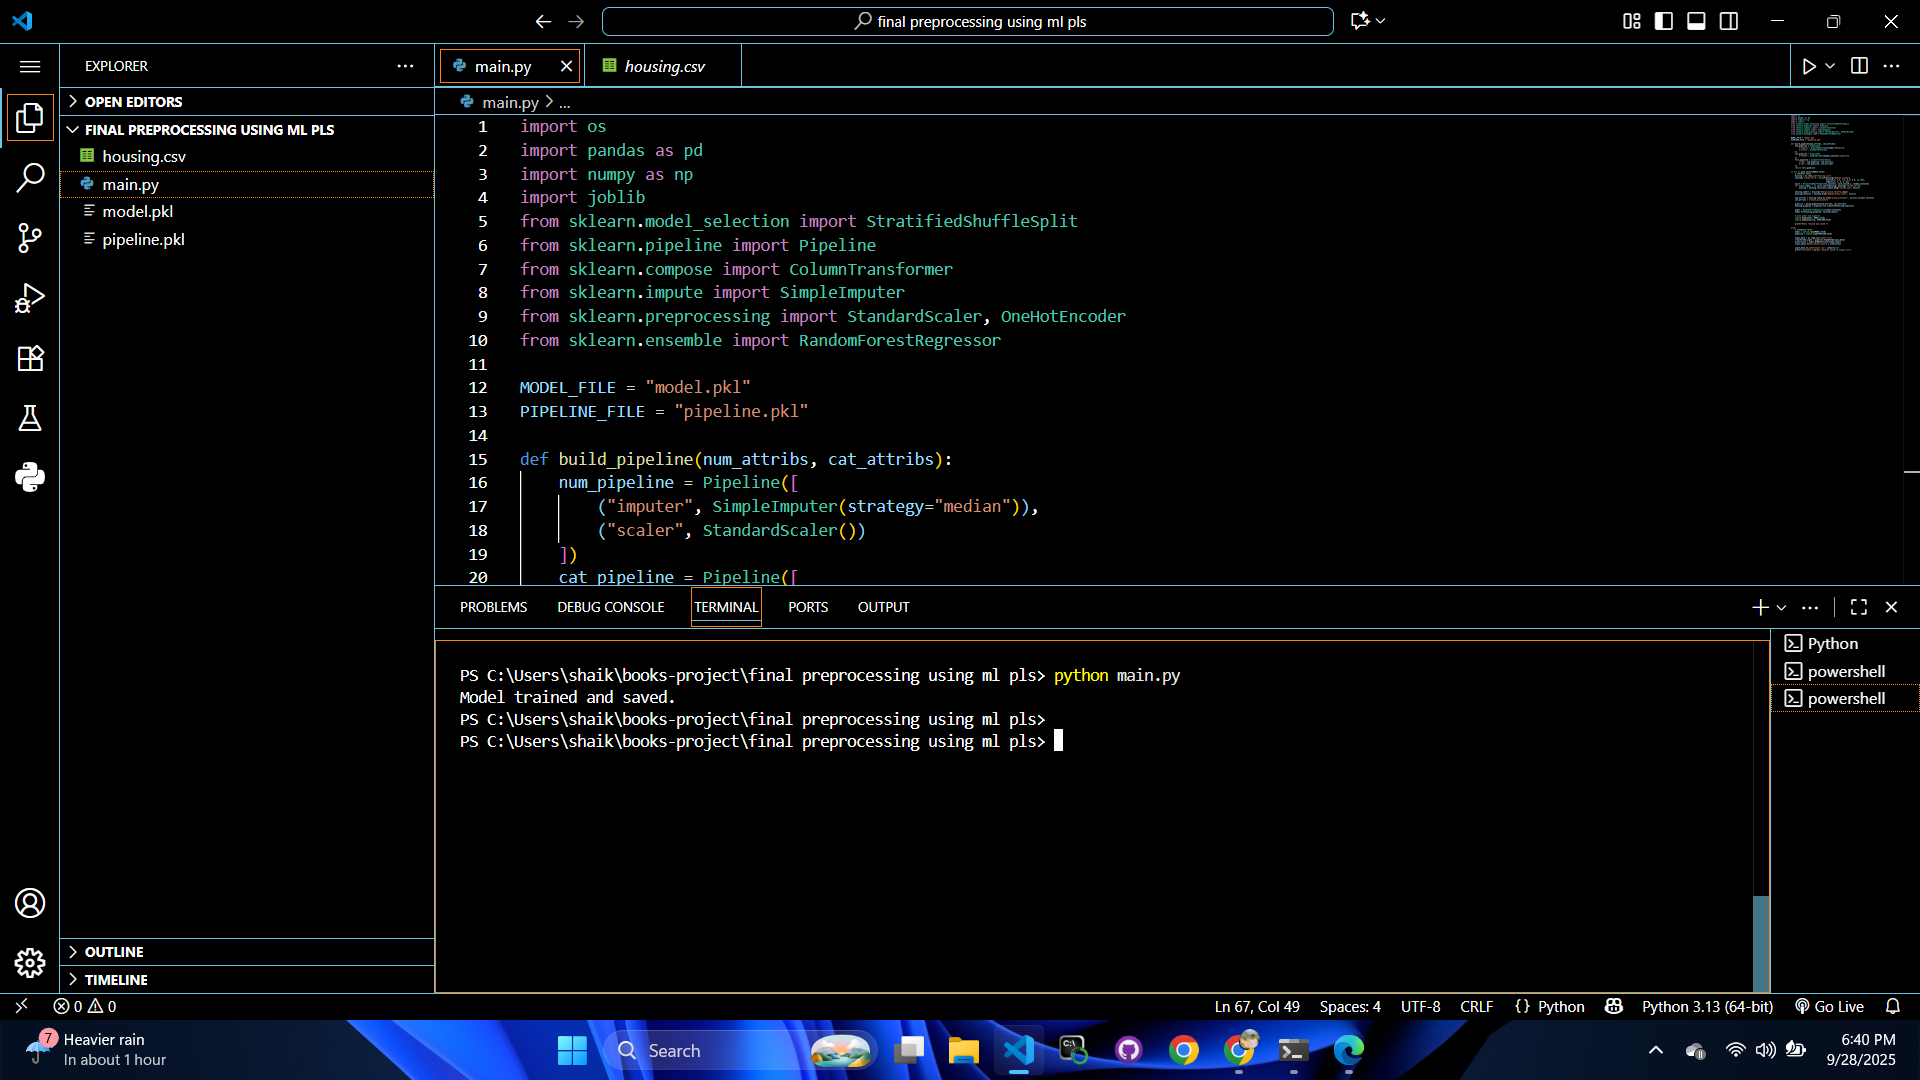 final preprocessing using ml pls
EXPLORER
OPEN EDITORS
FINAL PREPROCESSING USING ML PLS
housing.csv
main.py
model.pkl
pipeline.pkl
OUTLINE
TIMELINE
main.py
housing.csv
main.py > ...
1 import os
2 import pandas as pd
3 import numpy as np
4 import joblib
5 from sklearn.model_selection import StratifiedShuffleSplit
6 from sklearn.pipeline import Pipeline
7 from sklearn.compose import ColumnTransformer
8 from sklearn.impute import SimpleImputer
9 from sklearn.preprocessing import StandardScaler, OneHotEncoder
10 from sklearn.ensemble import RandomForestRegressor
11
12 MODEL_FILE = "model.pkl"
13 PIPELINE_FILE = "pipeline.pkl"
14
15 def build_pipeline(num_attribs, cat_attribs):
16 num_pipeline = Pipeline([
17 ("imputer", SimpleImputer(strategy="median")),
18 ("scaler", StandardScaler())
19 ])
20 cat_pipeline = Pipeline([
PROBLEMS DEBUG CONSOLE TERMINAL PORTS OUTPUT
PS C:\Users\shaik\books-project\final preprocessing using ml pls> python main.py
Model trained and saved.
PS C:\Users\shaik\books-project\final preprocessing using ml pls>
PS C:\Users\shaik\books-project\final preprocessing using ml pls>
Python
powershell
powershell
0 0
Ln 67, Col 49 Spaces: 4 UTF-8 CRLF {} Python Python 3.13 (64-bit) Go Live
7
Heavier rain
In about 1 hour
Search
C:\
6:40 PM
9/28/2025